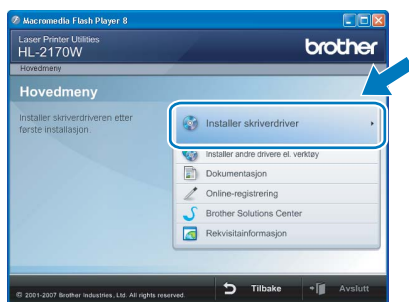 Macromedia Flash Player 8
Laser Printer Utilities
HL-2170W
brother
Hovedmeny
Hovedmeny
Installer skriverdriveren etter
første installasjon.
Installer skriverdriver
Installer andre drivere el. verktøy
Dokumentasjon
Online-registrering
Brother Solutions Center
Rekvisitainformasjon
© 2001-2007 Brother Industries, Ltd. All rights reserved.
Tilbake
Avslutt